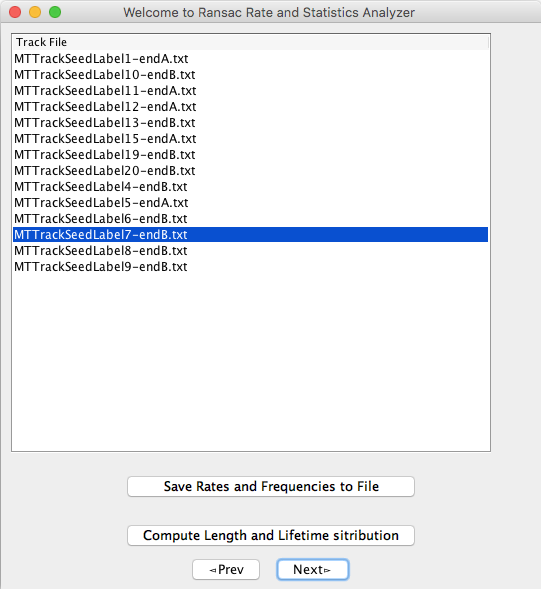 Welcome to Ransac Rate and Statistics Analyzer
Track File
MTTrackSeedLabel1-endA.txt
MTTrackSeedLabel10-endB.txt
MTTrackSeedLabel11-endA.txt
MTTrackSeedLabel12-endA.txt
MTTrackSeedLabel13-endB.txt
MTTrackSeedLabel15-endA.txt
MTTrackSeedLabel19-endB.txt
MTTrackSeedLabel20-endB.txt
MTTrackSeedLabel4-endB.txt
MTTrackSeedLabel5-endA.txt
MTTrackSeedLabel6-endB.txt
MTTrackSeedLabel7-endB.txt
MTTrackSeedLabel8-endB.txt
MTTrackSeedLabel9-endB.txt
Save Rates and Frequencies to File
Compute Length and Lifetime sitribution
◅Prev Next▻